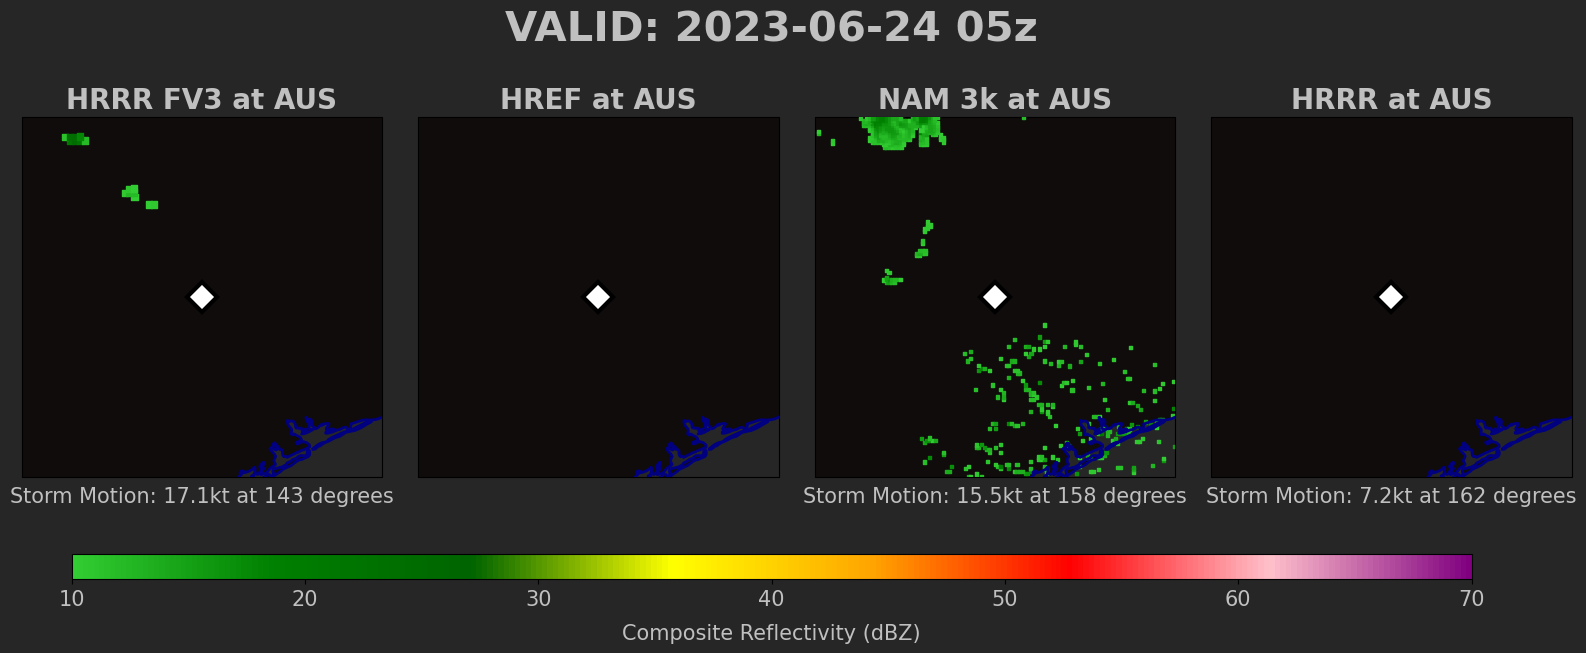 VALID: 2023-06-24 05z
HRRR FV3 at AUS
HREF at AUS
NAM 3k at AUS
HRRR at AUS
Storm Motion: 17.1kt at 143 degrees
Storm Motion: 15.5kt at 158 degrees
Storm Motion: 7.2kt at 162 degrees
10 20 30 40 50 60 70
Composite Reflectivity (dBZ)